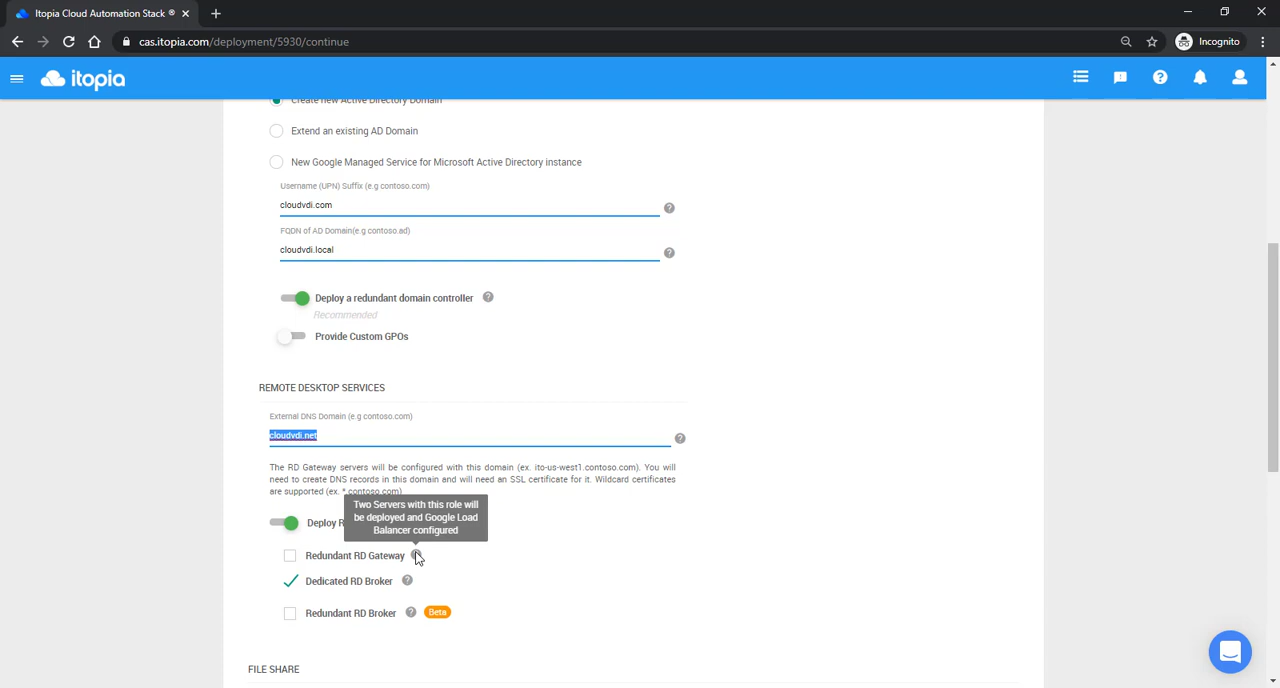 Itopia Cloud Automation Stack ®
cas.itopia.com/deployment/5930/continue
Incognito
itopia
Create new Active Directory Domain
Extend an existing AD Domain
New Google Managed Service for Microsoft Active Directory instance
Username (UPN) Suffix (e.g contoso.com)
cloudvdi.com
FQDN of AD Domain(e.g contoso.ad)
cloudvdi.local
Deploy a redundant domain controller
Recommended
Provide Custom GPOs
REMOTE DESKTOP SERVICES
External DNS Domain (e.g contoso.com)
cloudvdi.net
The RD Gateway servers will be configured with this domain (ex. ito-us-west1.contoso.com). You will
need to create DNS records in this domain and will need an SSL certificate for it. Wildcard certificates
are supported (ex. *.contoso.com)
Two Servers with this role will
be deployed and Google Load
Balancer configured
Deploy
Redundant RD Gateway
Dedicated RD Broker
Redundant RD Broker Beta
FILE SHARE